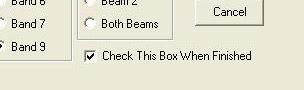 Band 6
Beam 2
Cancel
Band 7
Both Beams
Band 9
Check This Box When Finished